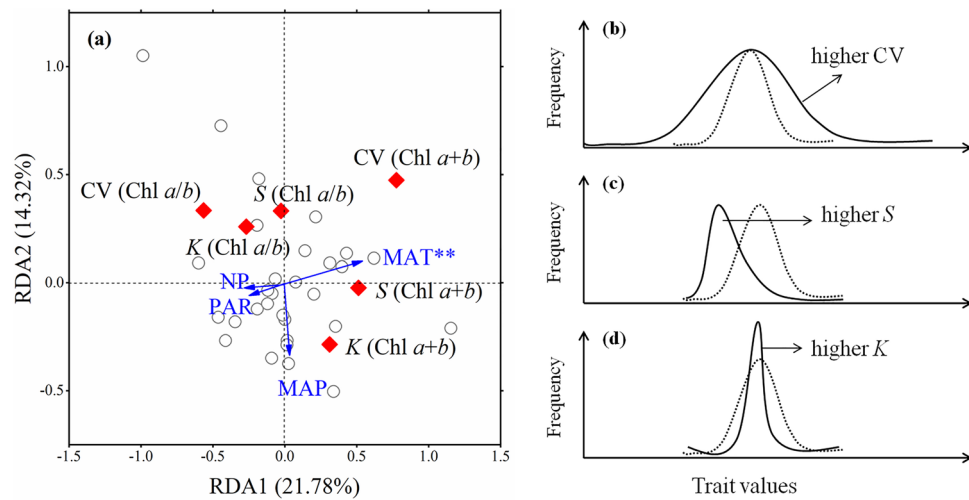 (a)
1.0
0.5
0.0
-0.5
-1.5
-1.0
-0.5
0.0
0.5
1.0
1.5
RDA2 (14.32%)
RDA1 (21.78%)
CV (Chl a+b)
CV (Chl a/b)
S (Chl a/b)
K (Chl a/b)
MAT**
NP
S (Chl a+b)
PAR
K (Chl a+b)
MAP
(b)
Frequency
higher CV
(c)
Frequency
higher S
(d)
Frequency
higher K
Trait values